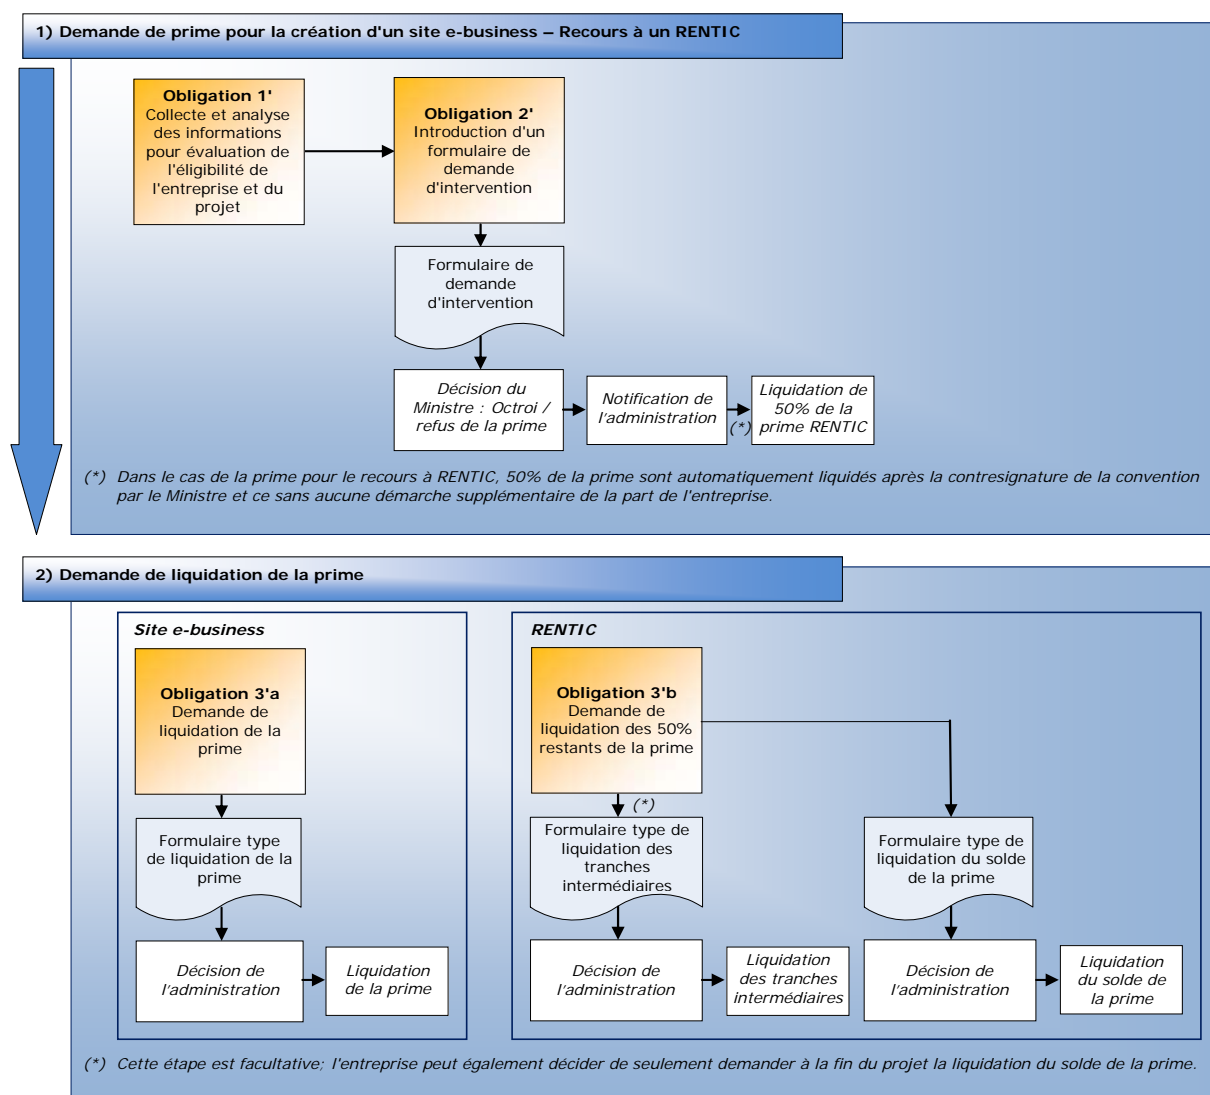 1) Demande de prime pour la création d'un site e-business – Recours à un RENTIC
Obligation 1'
Collecte et analyse
des informations
pour évaluation de
l'éligibilité de
l'entreprise et du
projet
Obligation 2'
Introduction d'un
formulaire de
demande
d'intervention
Formulaire de
demande
d'intervention
Décision du
Ministre : Octroi /
refus de la prime
Notification de
l'administration
(*)
Liquidation de
50% de la
prime RENTIC
(*) Dans le cas de la prime pour le recours à RENTIC, 50% de la prime sont automatiquement liquidés après la contresignature de la convention
par le Ministre et ce sans aucune démarche supplémentaire de la part de l'entreprise.
2) Demande de liquidation de la prime
Site e-business
Obligation 3'a
Demande de
liquidation de la
prime
Formulaire type
de liquidation de la
prime
Décision de
l'administration
Liquidation
de la prime
RENTIC
Obligation 3'b
Demande de
liquidation des 50%
restants de la prime
(*)
Formulaire type de
liquidation des
tranches
intermédiaires
Décision de
l'administration
Liquidation
des tranches
intermédiaires
Formulaire type de
liquidation du solde
de la prime
Décision de
l'administration
Liquidation
du solde de
la prime
(*) Cette étape est facultative; l'entreprise peut également décider de seulement demander à la fin du projet la liquidation du solde de la prime.